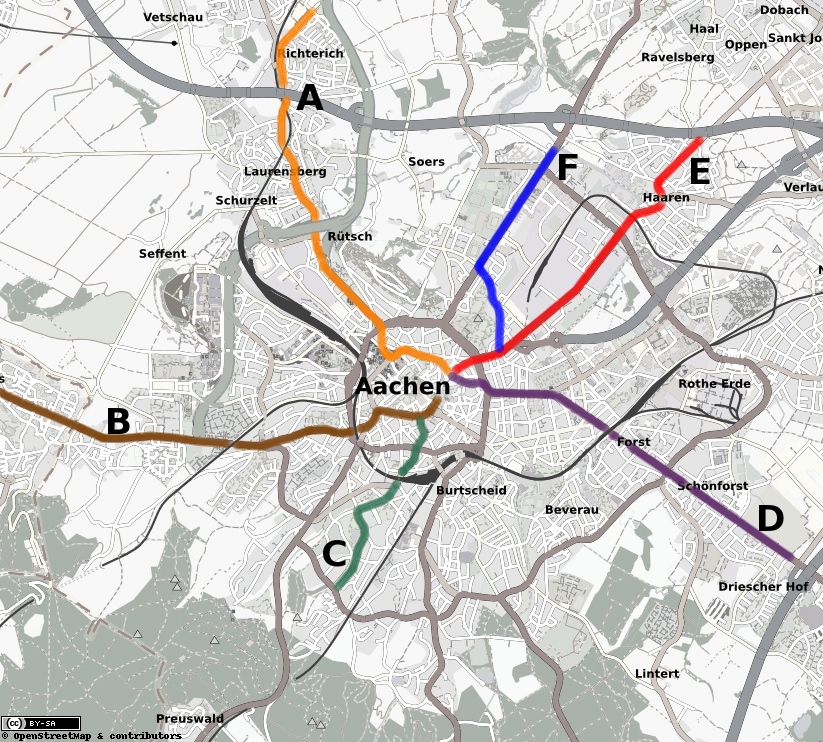 Dobach
Vetschau
Haal
Sankt Jo
Oppen
Richterich
Ravelsberg
A
Soers
F
Laurensberg
E
Verlau
Schurzelt
Haaren
Rütsch
Seffent
Aachen
Rothe Erde
s
B
Forst
Schönforst
Burtscheid
Beverau
D
C
Driescher Hof
Lintert
Preuswald
(cc) BY-SA
© OpenStreetMap & contributors